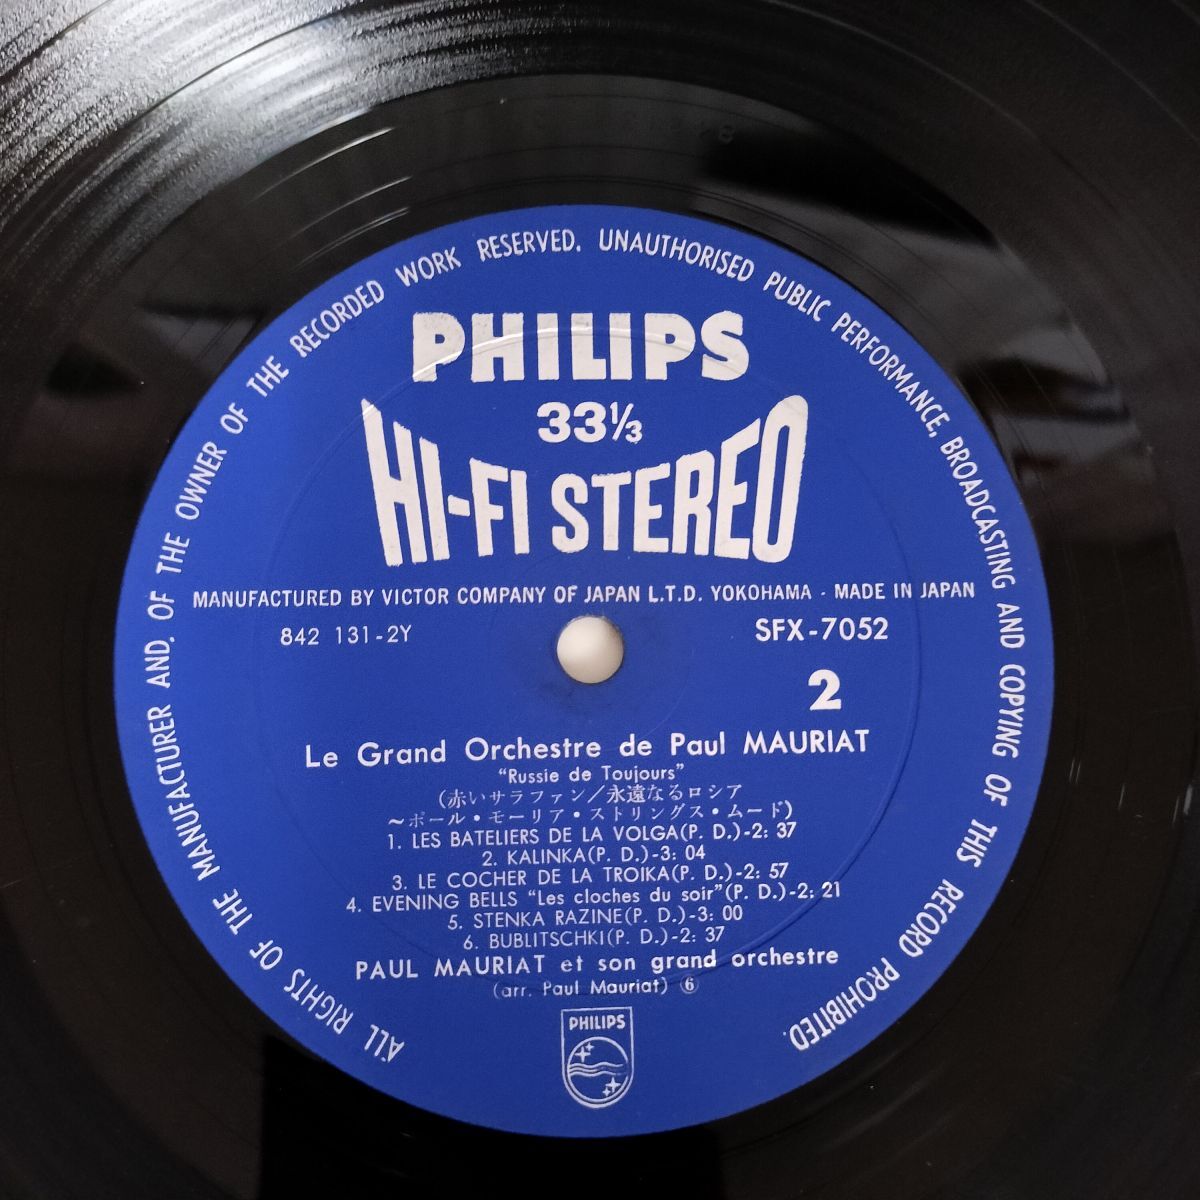 ALL RIGHTS OF THE MANUFACTURER AND, OF THE OWNER OF THE RECORDED WORK RESERVED. UNAUTHORISED PUBLIC PERFORMANCE, BROADCASTING AND COPYING OF THIS RECORD PROHIBITED.
PHILIPS
33⅓
HI-FI STEREO
MANUFACTURED BY VICTOR COMPANY OF JAPAN L.T.D. YOKOHAMA - MADE IN JAPAN
842 131-2Y
SFX-7052
2
Le Grand Orchestre de Paul MAURIAT
"Russie de Toujours"
(赤いサラファン/永遠なるロシア
～ポール・モーリア・ストリングス・ムード)
1. LES BATELIERS DE LA VOLGA(P. D.)-2: 37
2. KALINKA(P. D.)-3: 04
3. LE COCHER DE LA TROIKA(P. D.)-2: 57
4. EVENING BELLS "Les cloches du soir"(P. D.)-2: 21
5. STENKA RAZINE(P. D.)-3: 00
6. BUBLITSCHKI(P. D.)-2: 37
PAUL MAURIAT et son grand orchestre
(arr. Paul Mauriat) ⑥
PHILIPS